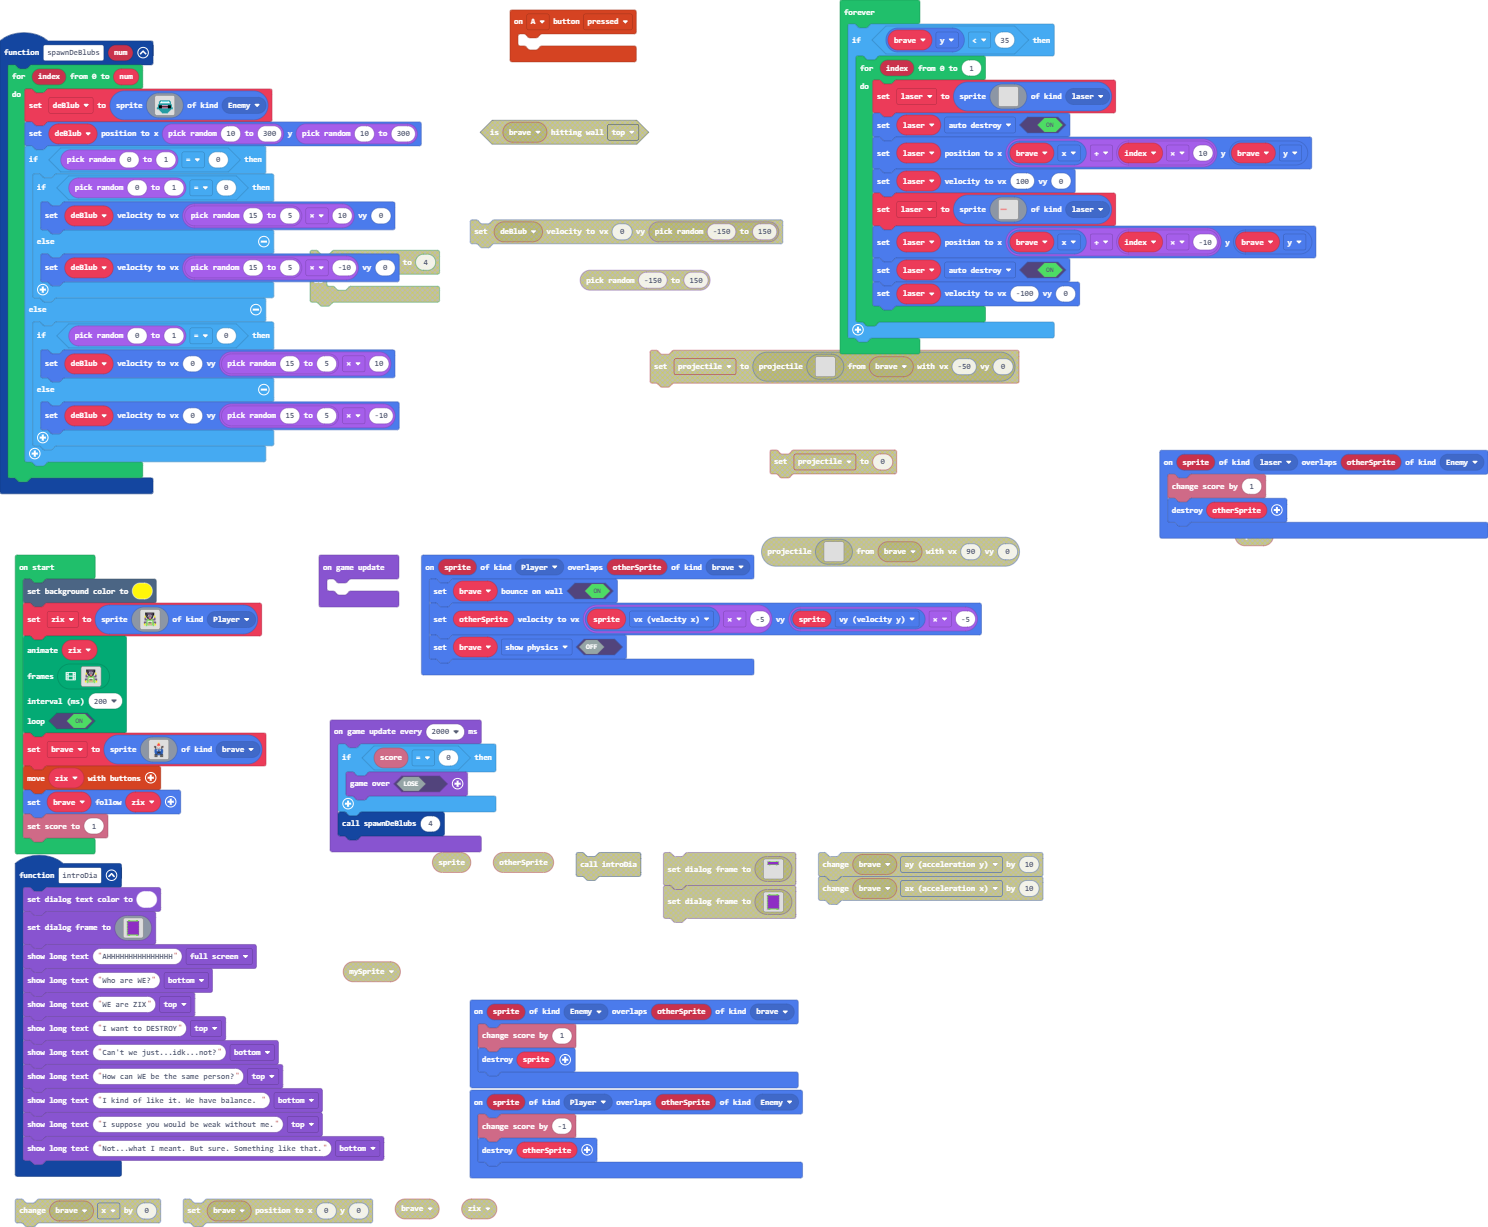 function spawnDeBlubs num
for index from 0 to num
do
set deBlub to sprite of kind Enemy
set deBlub position to x pick random 10 to 300 y pick random 10 to 300
if pick random 0 to 1 = 0 then
if pick random 0 to 1 = 0 then
set deBlub velocity to vx pick random 15 to 5 × 10 vy 0
else
set deBlub velocity to vx pick random 15 to 5 × -10 vy 0
else
if pick random 0 to 1 = 0 then
set deBlub velocity to vx 0 vy pick random 15 to 5 × 10
else
set deBlub velocity to vx 0 vy pick random 15 to 5 × -10
to 4
on A button pressed
is brave hitting wall top
set deBlub velocity to vx 0 vy pick random -150 to 150
pick random -150 to 150
forever
if brave y < 35 then
for index from 0 to 1
do
set laser to sprite of kind laser
set laser auto destroy ON
set laser position to x brave x + index × 10 y brave y
set laser velocity to vx 100 vy 0
set laser to sprite of kind laser
set laser position to x brave x + index × -10 y brave y
set laser auto destroy ON
set laser velocity to vx -100 vy 0
set projectile to projectile from brave with vx -50 vy 0
set projectile to 0
on sprite of kind laser overlaps otherSprite of kind Enemy
change score by 1
destroy otherSprite
projectile from brave with vx 90 vy 0
on start
set background color to
set zix to sprite of kind Player
animate zix
frames
interval (ms) 200
loop ON
set brave to sprite of kind brave
move zix with buttons
set brave follow zix
set score to 1
on game update
on sprite of kind Player overlaps otherSprite of kind brave
set brave bounce on wall ON
set otherSprite velocity to vx sprite vx (velocity x) × -5 vy sprite vy (velocity y) × -5
set brave show physics OFF
on game update every 2000 ms
if score = 0 then
game over LOSE
call spawnDeBlubs 4
sprite
otherSprite
call introDia
set dialog frame to
set dialog frame to
change brave ay (acceleration y) by 10
change brave ax (acceleration x) by 10
function introDia
set dialog text color to
set dialog frame to
show long text "AHHHHHHHHHHHHHHH" full screen
show long text "Who are WE?" bottom
show long text "WE are ZIX" top
show long text "I want to DESTROY" top
show long text "Can't we just...idk...not?" bottom
show long text "How can WE be the same person?" top
show long text "I kind of like it. We have balance. " bottom
show long text "I suppose you would be weak without me." top
show long text "Not...what I meant. But sure. Something like that." bottom
mySprite
on sprite of kind Enemy overlaps otherSprite of kind brave
change score by 1
destroy sprite
on sprite of kind Player overlaps otherSprite of kind Enemy
change score by -1
destroy otherSprite
change brave x by 0
set brave position to x 0 y 0
brave
zix